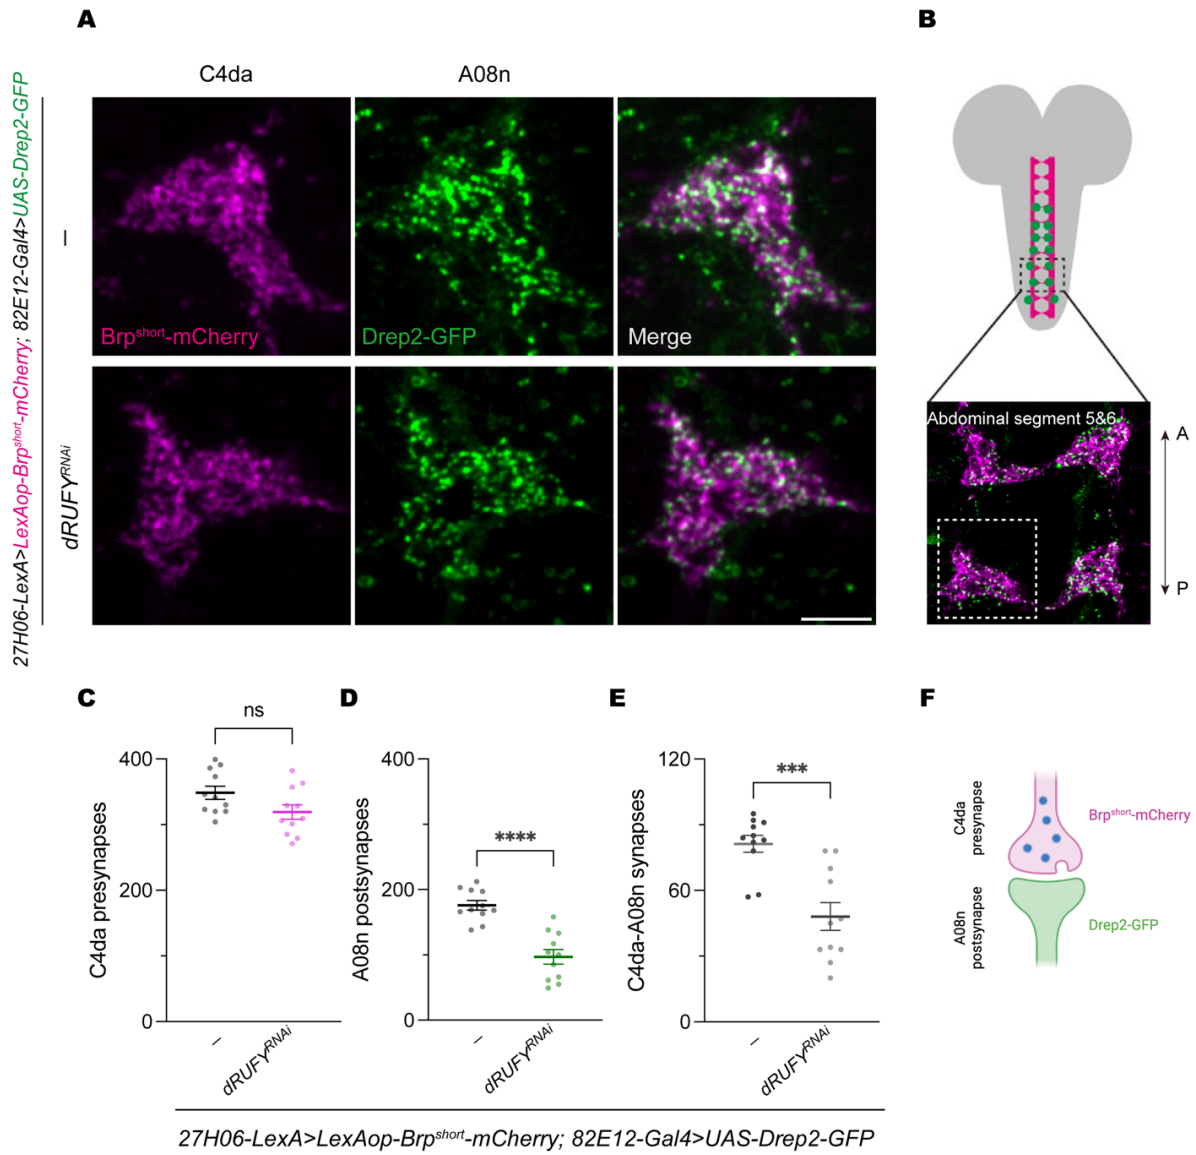 A
B
C4da
A08n
27H06-LexA>LexAop-Brpshort-mCherry; 82E12-Gal4>UAS-Drep2-GFP
–
Brpshort-mCherry
Drep2-GFP
Merge
dRUFYRNAi
Abdominal segment 5&6
A
P
C
D
E
F
ns
400
200
0
C4da presynapses
–
dRUFYRNAi
****
400
200
0
A08n postsynapses
–
dRUFYRNAi
***
120
60
0
C4da-A08n synapses
–
dRUFYRNAi
C4da
presynapse
Brpshort-mCherry
A08n
postsynapse
Drep2-GFP
27H06-LexA>LexAop-Brpshort-mCherry; 82E12-Gal4>UAS-Drep2-GFP